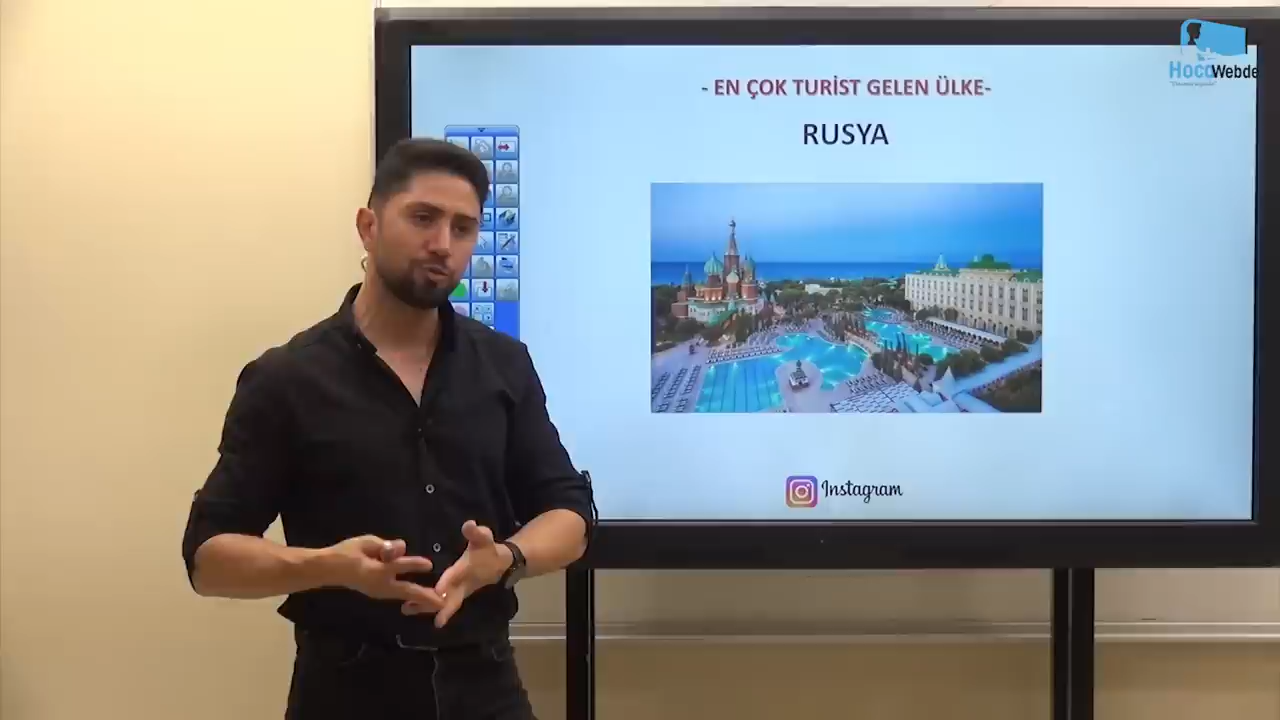 - EN ÇOK TURİST GELEN ÜLKE-
RUSYA
Instagram
HocaWebde